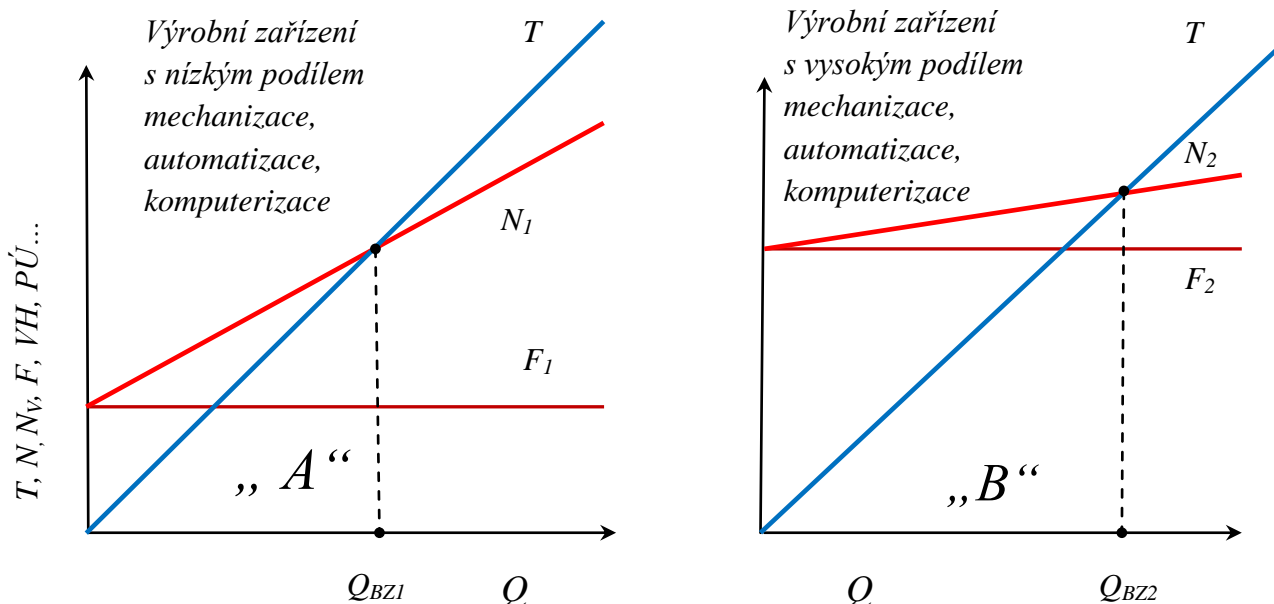 Výrobní zařízení
s nízkým podílem
mechanizace,
automatizace,
komputerizace
T
N1
F1
T, N, NV, F, VH, PÚ...
„ A“
QBZ1
Q
Výrobní zařízení
s vysokým podílem
mechanizace,
automatizace,
komputerizace
T
N2
F2
„B“
Q
QBZ2